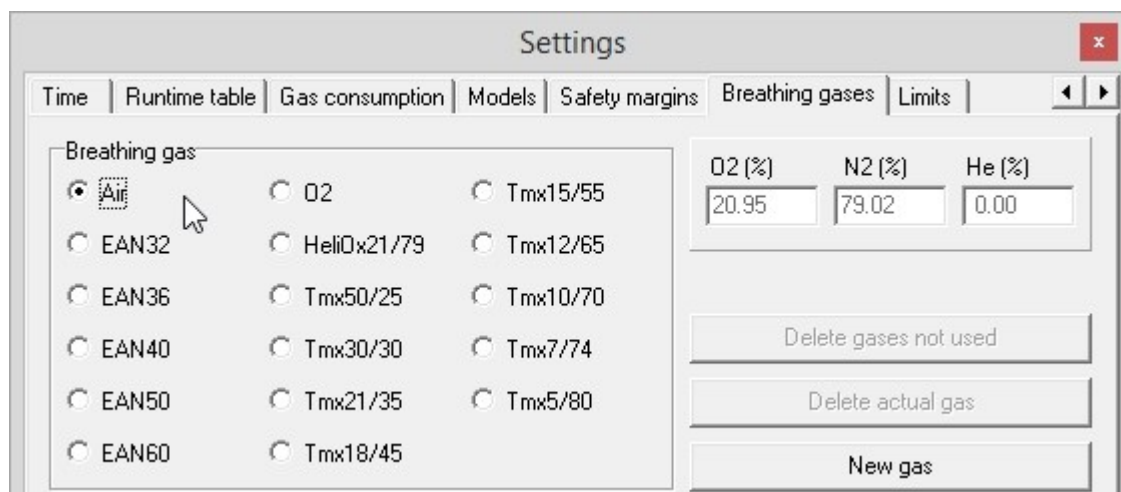 Settings
x
Time Runtime table Gas consumption Models Safety margins Breathing gases Limits
Breathing gas
Air O2 Tmx15/55
EAN32 HeliOx21/79 Tmx12/65
EAN36 Tmx50/25 Tmx10/70
EAN40 Tmx30/30 Tmx7/74
EAN50 Tmx21/35 Tmx5/80
EAN60 Tmx18/45
O2 (%) N2 (%) He (%)
20.95 79.02 0.00
Delete gases not used
Delete actual gas
New gas